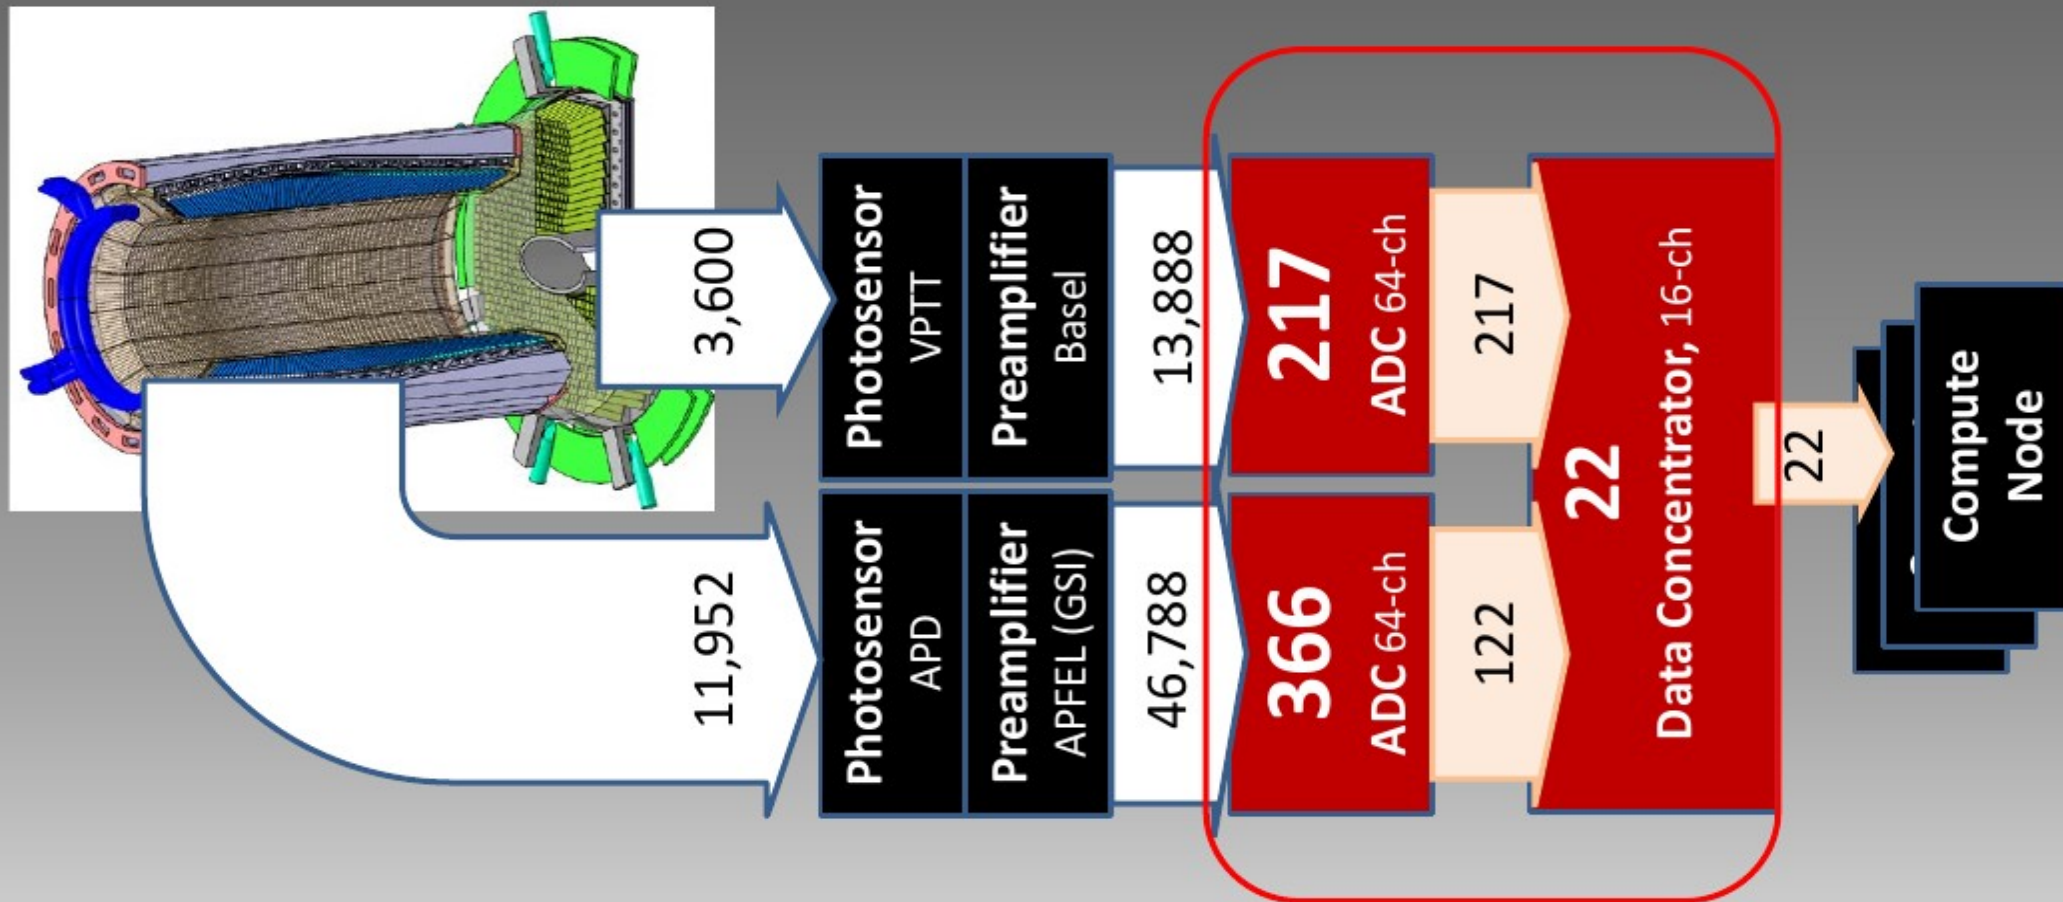 11,952
3,600
Photosensor
APD
Photosensor
VPTT
Preamplifier
APFEL (GSI)
Preamplifier
Basel
46,788
13,888
366
ADC 64-ch
217
ADC 64-ch
122
217
22
Data Concentrator, 16-ch
22
Compute
Node